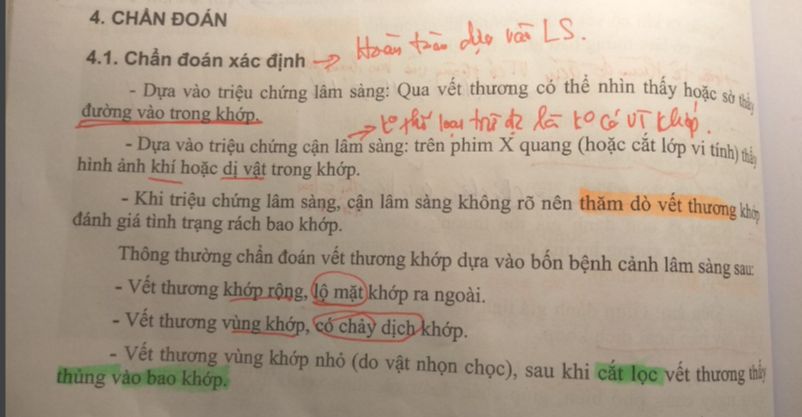 4. CHẨN ĐOÁN
4.1. Chẩn đoán xác định → Hoàn toàn dựa vào LS.
- Dựa vào triệu chứng lâm sàng: Qua vết thương có thể nhìn thấy hoặc sờ thấy
đường vào trong khớp.
→ ko thể loại trừ đc là ko có VT khớp.
- Dựa vào triệu chứng cận lâm sàng: trên phim X quang (hoặc cắt lớp vi tính) thấy
hình ảnh khí hoặc dị vật trong khớp.
- Khi triệu chứng lâm sàng, cận lâm sàng không rõ nên thăm dò vết thương khớp
đánh giá tình trạng rách bao khớp.
Thông thường chẩn đoán vết thương khớp dựa vào bốn bệnh cảnh lâm sàng sau:
- Vết thương khớp rộng, lộ mặt khớp ra ngoài.
- Vết thương vùng khớp, có chảy dịch khớp.
- Vết thương vùng khớp nhỏ (do vật nhọn chọc), sau khi cắt lọc vết thương thấy
thủng vào bao khớp.